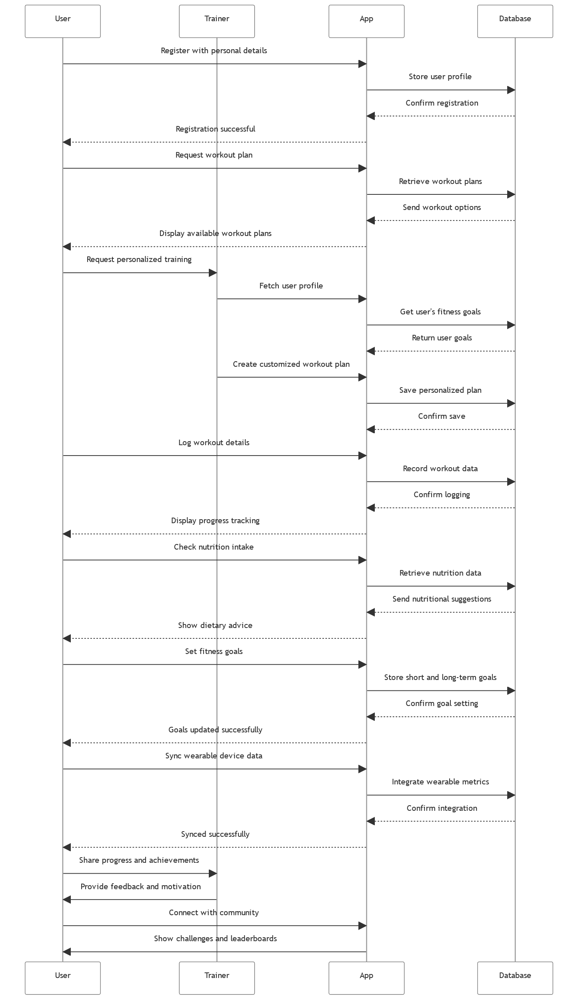 User
Trainer
App
Database
Register with personal details
Store user profile
Confirm registration
Registration successful
Request workout plan
Retrieve workout plans
Send workout options
Display available workout plans
Request personalized training
Fetch user profile
Get user's fitness goals
Return user goals
Create customized workout plan
Save personalized plan
Confirm save
Log workout details
Record workout data
Confirm logging
Display progress tracking
Check nutrition intake
Retrieve nutrition data
Send nutritional suggestions
Show dietary advice
Set fitness goals
Store short and long-term goals
Confirm goal setting
Goals updated successfully
Sync wearable device data
Integrate wearable metrics
Confirm integration
Synced successfully
Share progress and achievements
Provide feedback and motivation
Connect with community
Show challenges and leaderboards
User
Trainer
App
Database